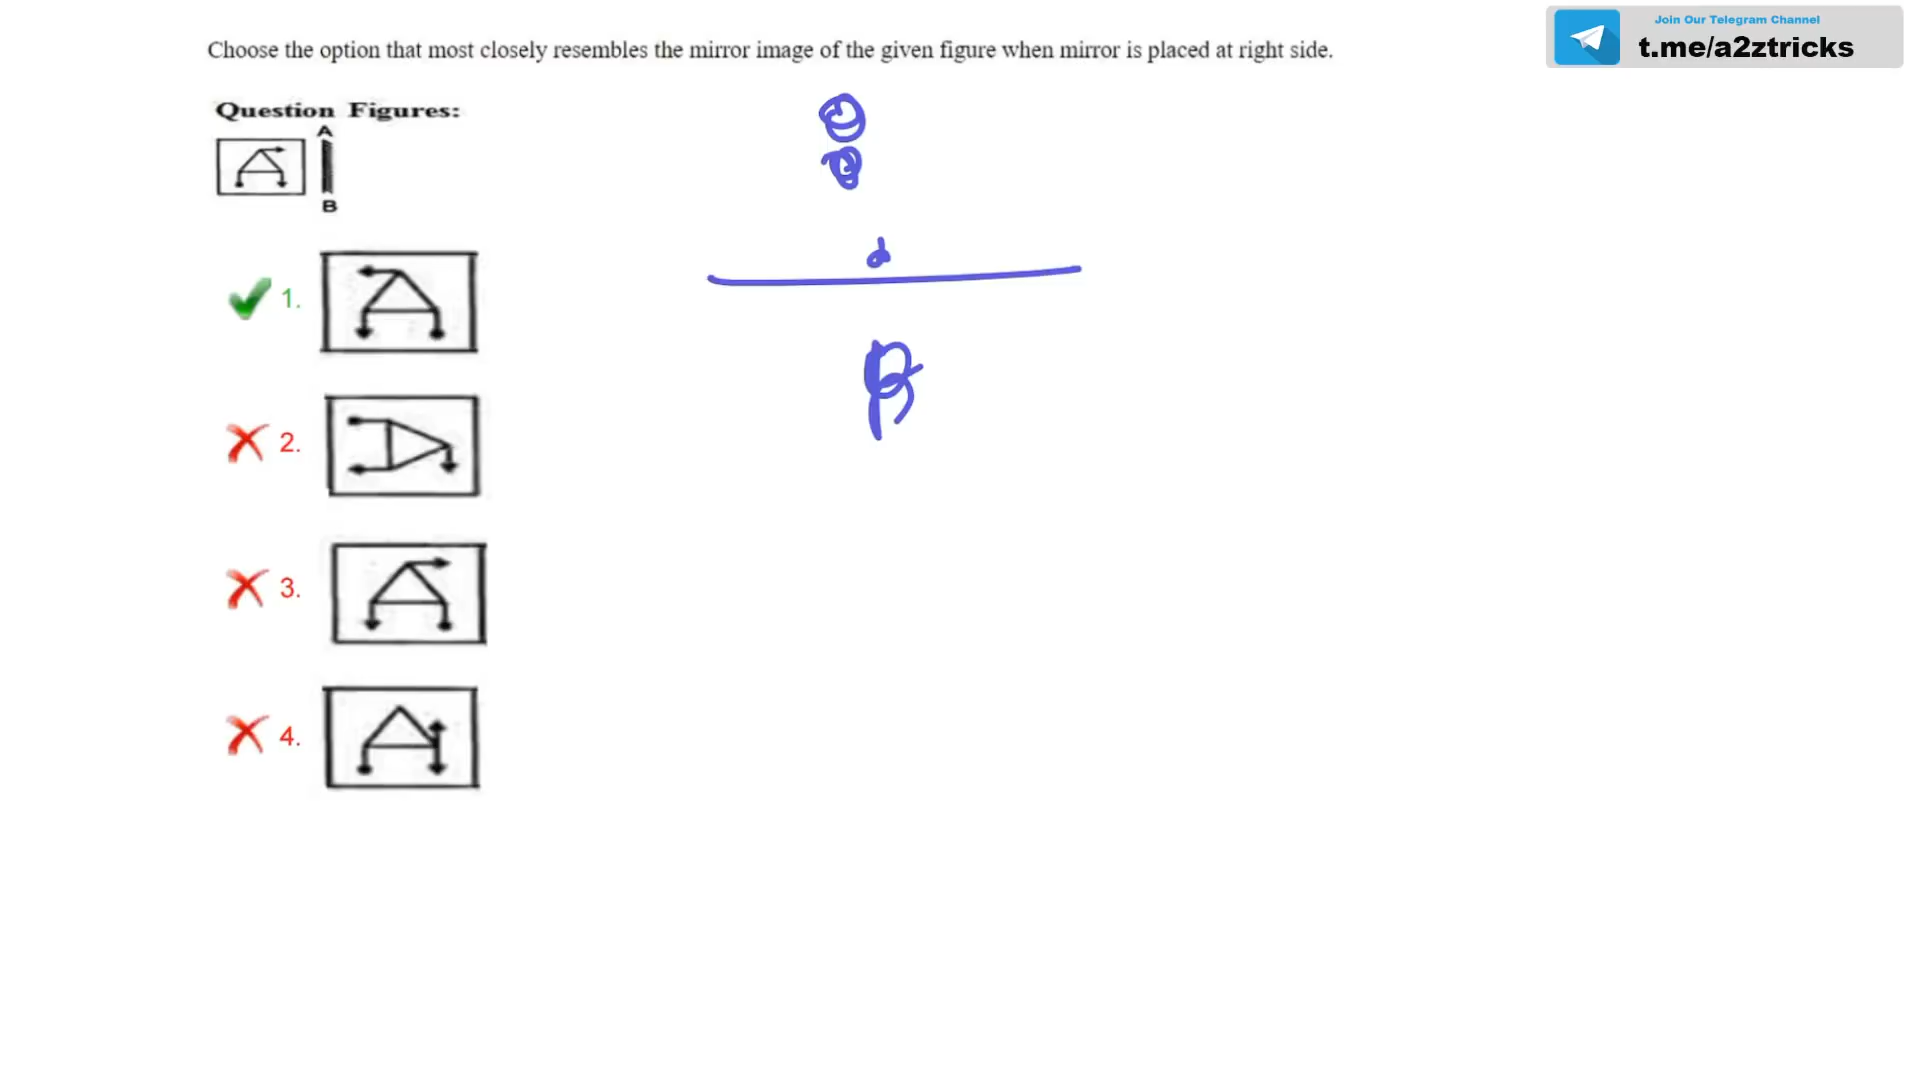 Join Our Telegram Channel
t.me/a2ztricks
Choose the option that most closely resembles the mirror image of the given figure when mirror is placed at right side.
Question Figures:
A
B
1.
2.
3.
4.